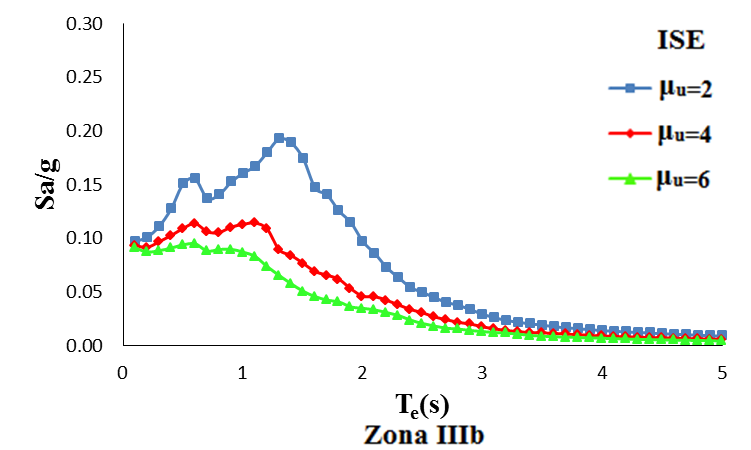 0.30
ISE
0.25
μu=2
0.20
μu=4
Sa/g
0.15
μu=6
0.10
0.05
0.00
0 1 2 3 4 5
Te(s)
Zona IIIb